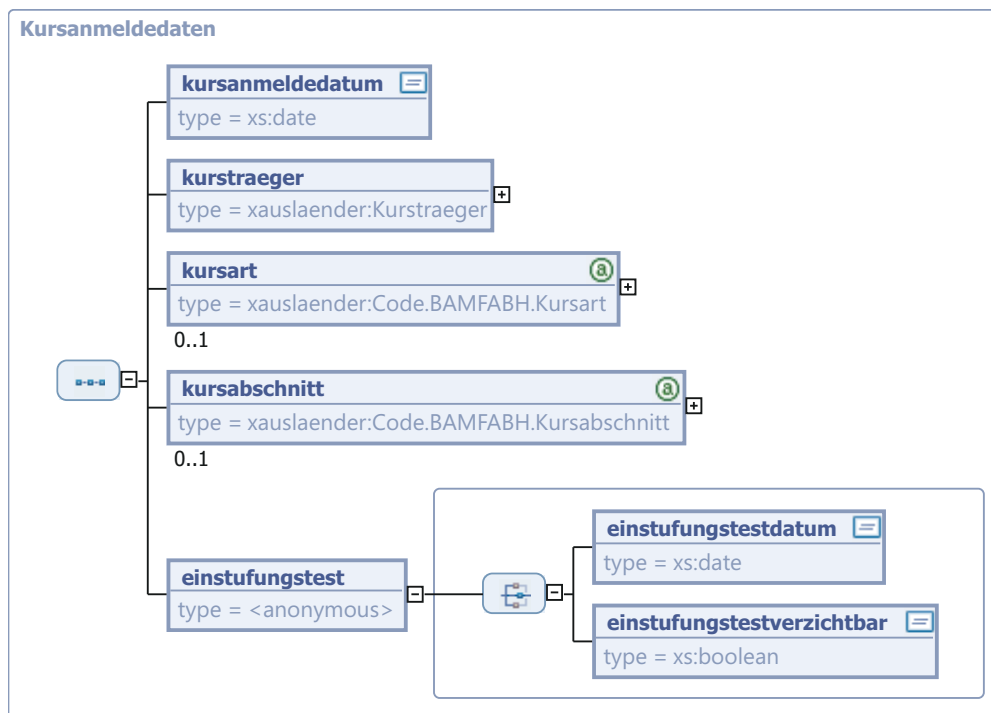 Kursanmeldedaten
kursanmeldedatum
type = xs:date
kurstraeger
type = xauslaender:Kurstraeger
kursart
type = xauslaender:Code.BAMFABH.Kursart
0..1
kursabschnitt
type = xauslaender:Code.BAMFABH.Kursabschnitt
0..1
einstufungstest
type = <anonymous>
einstufungstestdatum
type = xs:date
einstufungstestverzichtbar
type = xs:boolean